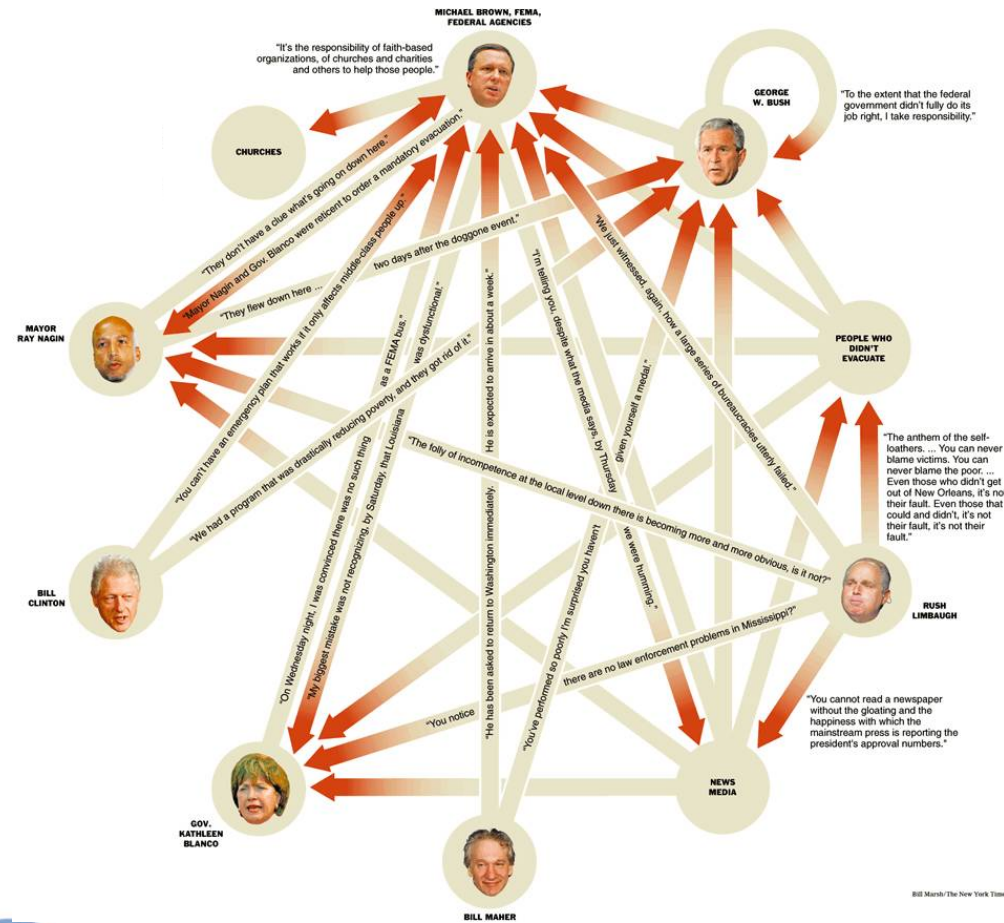 MICHAEL BROWN, FEMA,
FEDERAL AGENCIES
"It's the responsibility of faith-based
organizations, of churches and charities
and others to help those people."
GEORGE
W. BUSH
"To the extent that the federal
government didn't fully do its
job right, I take responsibility."
CHURCHES
"They don't have a clue what's going on down here."
"Mayor Nagin and Gov. Blanco were reticent to order a mandatory evacuation."
"They flew down here ... two days after the doggone event."
MAYOR
RAY NAGIN
PEOPLE WHO
DIDN'T
EVACUATE
"You can't have an emergency plan that works if it only affects middle-class people up."
"We had a program that was drastically reducing poverty, and they got rid of it."
"On Wednesday night, I was convinced there was no such thing as a FEMA bus."
"My biggest mistake was not recognizing, by Saturday, that Louisiana was dysfunctional."
"He has been asked to return to Washington immediately. He is expected to arrive in about a week."
"I'm telling you, despite what the media says, by Thursday we were humming."
"You've performed so poorly I'm surprised you haven't given yourself a medal."
"We just witnessed, again, how a large series of bureaucracies utterly failed."
"The folly of incompetence at the local level down there is becoming more and more obvious, is it not?"
"The anthem of the self-
loathers. ... You can never
blame victims. You can
never blame the poor. ...
Even those who didn't get
out of New Orleans, it's no
their fault. Even those that
could and didn't, it's not
their fault, it's not their
fault."
BILL
CLINTON
RUSH
LIMBAUGH
"You notice there are no law enforcement problems in Mississippi?"
"You cannot read a newspaper
without the gloating and the
happiness with which the
mainstream press is reporting the
president's approval numbers."
NEWS
MEDIA
GOV.
KATHLEEN
BLANCO
BILL MAHER
Bill Marsh/The New York Time